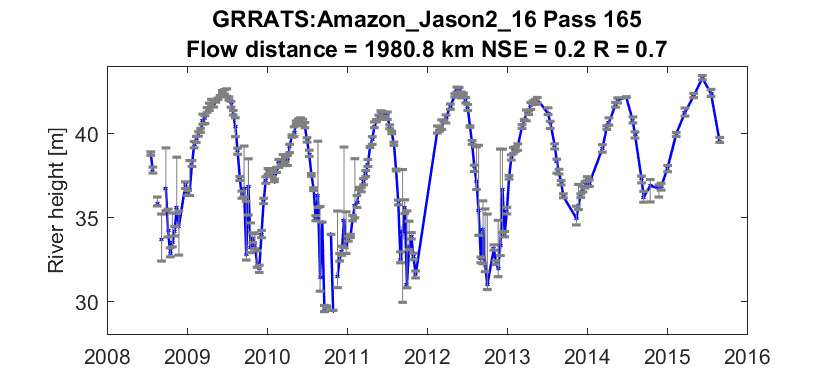 GRRATS:Amazon_Jason2_16 Pass 165
Flow distance = 1980.8 km NSE = 0.2 R = 0.7
River height [m]
40
35
30
2008 2009 2010 2011 2012 2013 2014 2015 2016